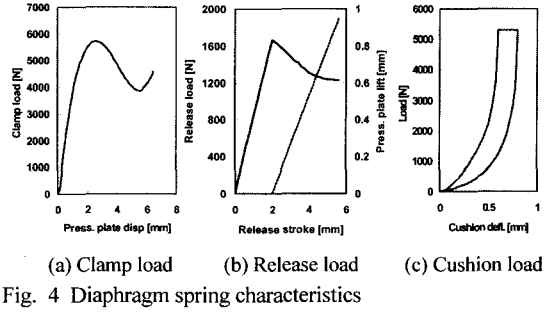 7000
6000
5000
4000
3000
2000
1000
0
Clamp load [N]
0 2 4 6 8
Press. plate disp [mm]
2000
1600
1200
800
400
0
Release load [N]
1
0.8
0.6
0.4
0.2
0
Press. plate lift [mm]
0 2 4 6
Release stroke [mm]
6000
5000
4000
3000
2000
1000
0
Load [N]
0 0.5 1
Cushion defl. [mm]
(a) Clamp load (b) Release load (c) Cushion load
Fig. 4 Diaphragm spring characteristics